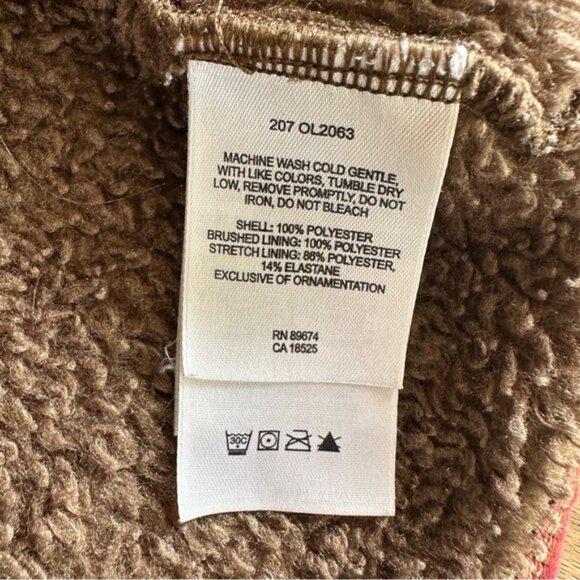 207 OL2063
MACHINE WASH COLD GENTLE,
WITH LIKE COLORS, TUMBLE DRY
LOW, REMOVE PROMPTLY, DO NOT
IRON, DO NOT BLEACH
SHELL: 100% POLYESTER
BRUSHED LINING: 100% POLYESTER
STRETCH LINING: 86% POLYESTER,
14% ELASTANE
EXCLUSIVE OF ORNAMENTATION
RN 89674
CA 18525
30C